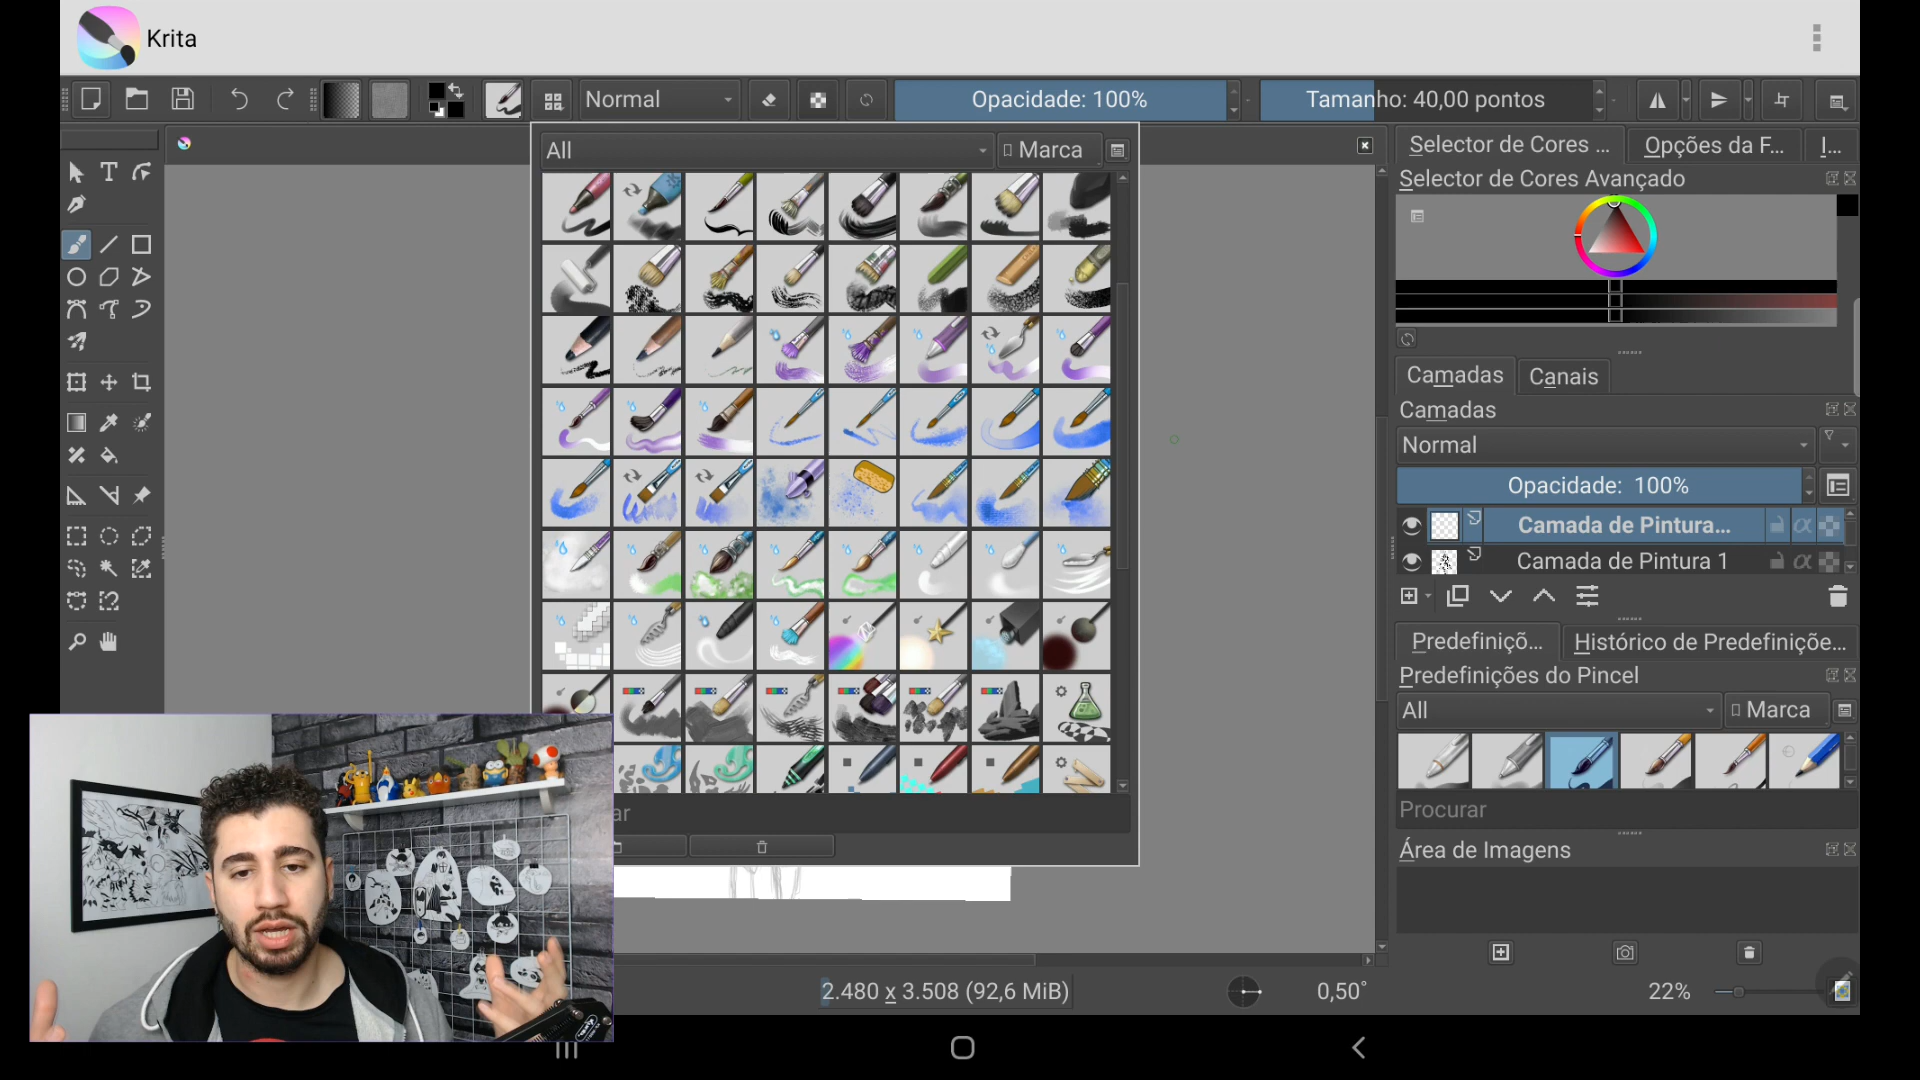 Krita
Normal
Opacidade: 100%
Tamanho: 40,00 pontos
All
Marca
Selector de Cores ...
Opções da F...
I...
Selector de Cores Avançado
Camadas
Canais
Camadas
Normal
Opacidade: 100%
Camada de Pintura...
Camada de Pintura 1
Predefiniçõ...
Histórico de Predefiniçõe...
Predefinições do Pincel
All
Marca
Procurar
ar
Área de Imagens
2.480 x 3.508 (92,6 MiB)
0,50°
22%